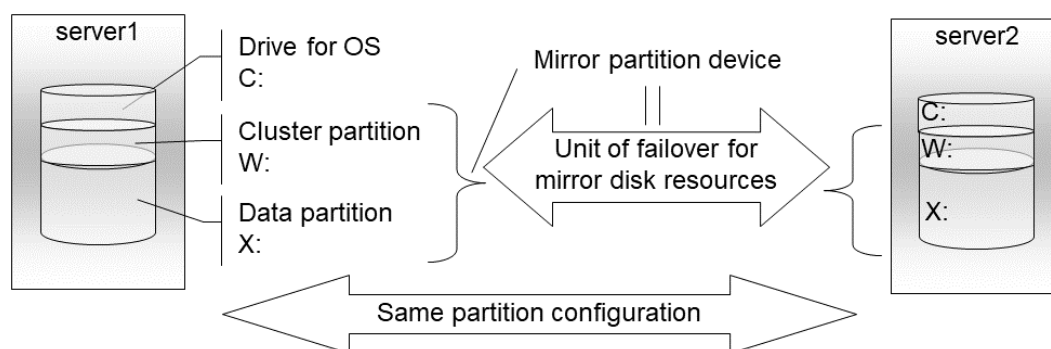 server1
Drive for OS
C:
Cluster partition
W:
Data partition
X:
Mirror partition device
Unit of failover for
mirror disk resources
server2
C:
W:
X:
Same partition configuration